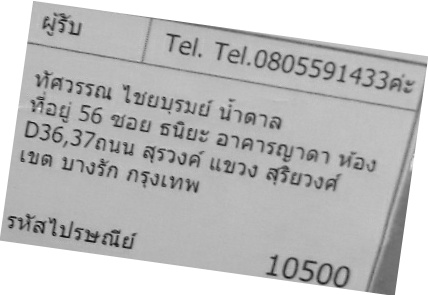 ผู้รับ
Tel. Tel.0805591433ค่ะ
ทัศวรรณ ไชยบุรมย์ น้ำตาล
ที่อยู่ 56 ซอย ธนิยะ อาคารญาดา ห้อง
D36,37ถนน สุรวงค์ แขวง สุริยวงศ์
เขต บางรัก กรุงเทพ
รหัสไปรษณีย์
10500